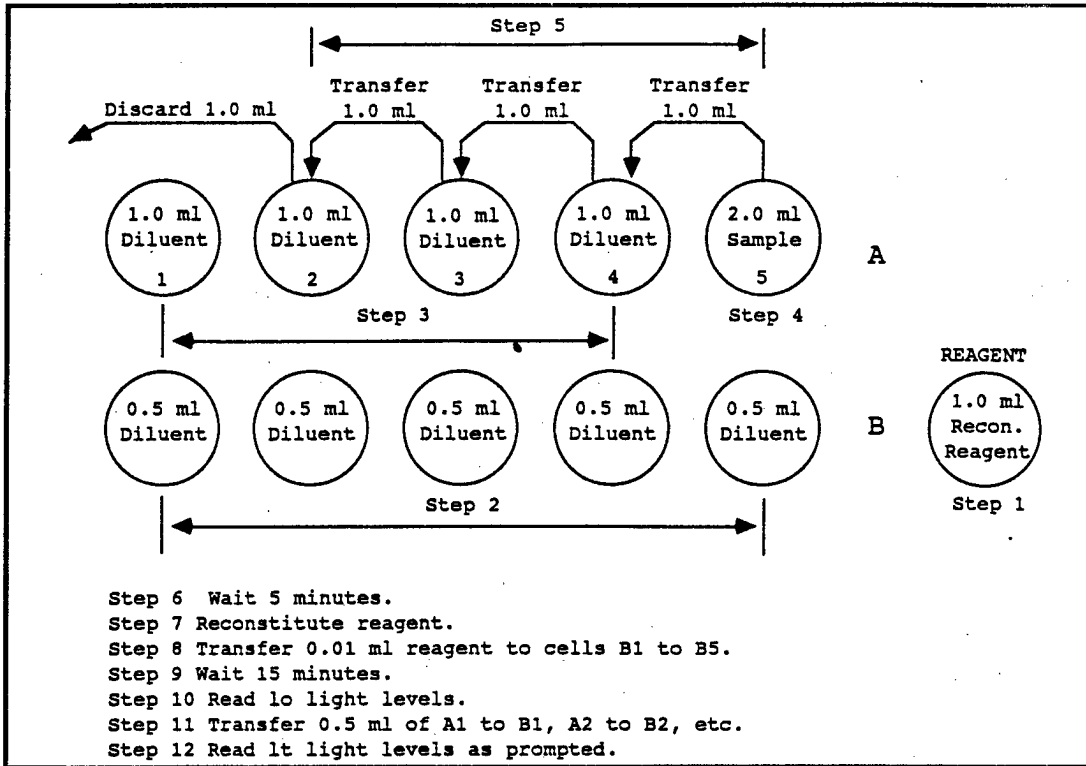 Step 5
Transfer Transfer Transfer
Discard 1.0 ml 1.0 ml 1.0 ml 1.0 ml
1.0 ml 1.0 ml 1.0 ml 1.0 ml 2.0 ml
Diluent Diluent Diluent Diluent Sample
A
1 2 3 4 5
Step 3 Step 4
REAGENT
0.5 ml 0.5 ml 0.5 ml 0.5 ml 0.5 ml 1.0 ml
Diluent Diluent Diluent Diluent Diluent B Recon.
Reagent
Step 2 Step 1
Step 6 Wait 5 minutes.
Step 7 Reconstitute reagent.
Step 8 Transfer 0.01 ml reagent to cells B1 to B5.
Step 9 Wait 15 minutes.
Step 10 Read lo light levels.
Step 11 Transfer 0.5 ml of A1 to B1, A2 to B2, etc.
Step 12 Read lt light levels as prompted.